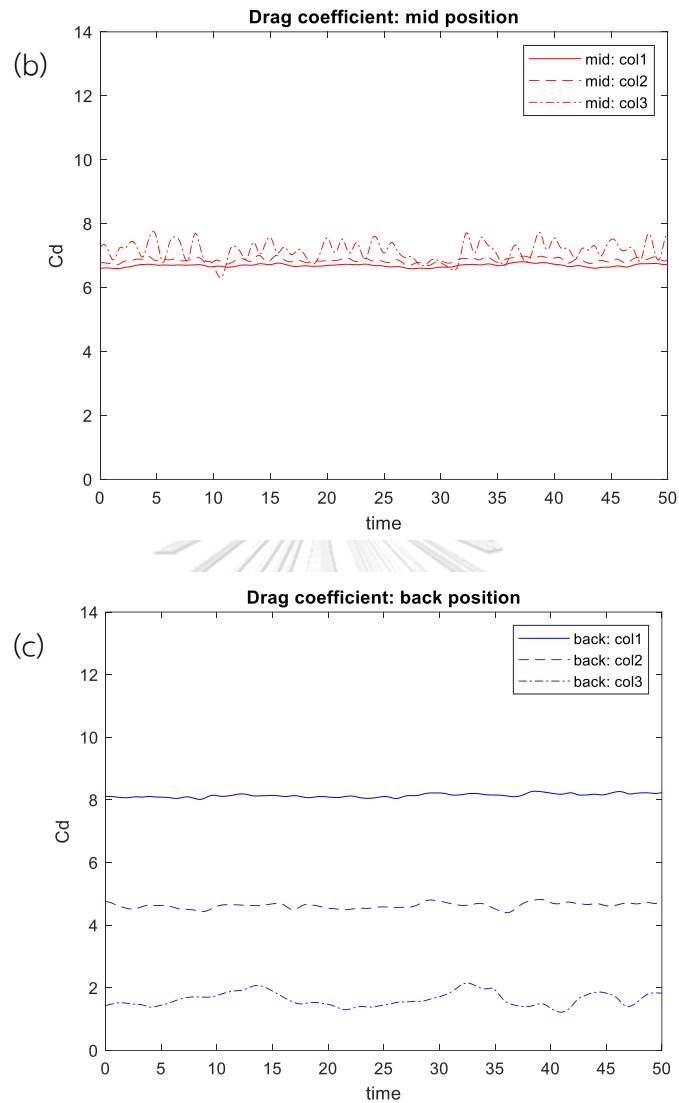 Drag coefficient: mid position
(b)
14
12
10
8
6
4
2
0
Cd
mid: col1
mid: col2
mid: col3
0 5 10 15 20 25 30 35 40 45 50
time
Drag coefficient: back position
(c)
14
12
10
8
6
4
2
0
Cd
back: col1
back: col2
back: col3
0 5 10 15 20 25 30 35 40 45 50
time